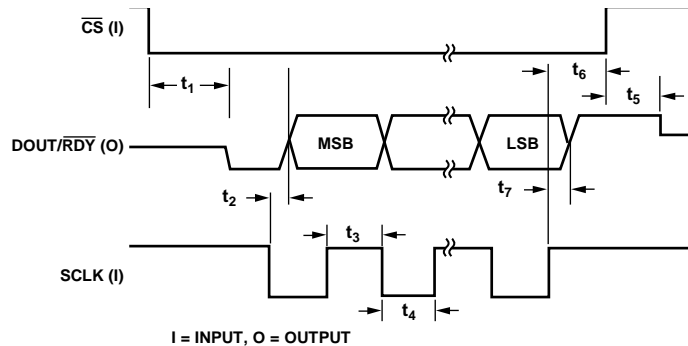 CS (I)
t1
t6
t5
DOUT/RDY (O)
MSB
LSB
t2
t7
t3
SCLK (I)
t4
I = INPUT, O = OUTPUT